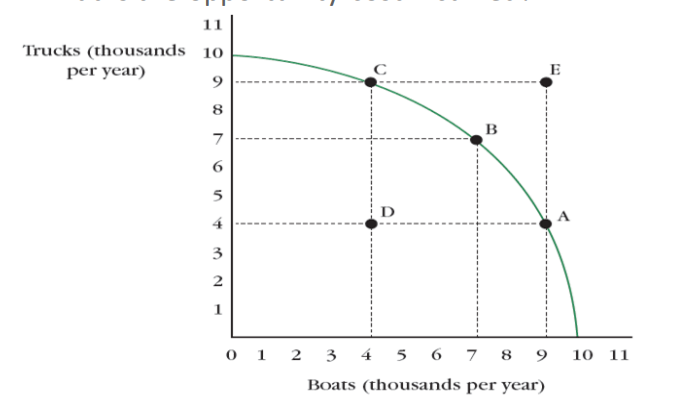 11
Trucks (thousands 10
per year)
C
E
9
8
B
7
6
5
D
A
4
3
2
1
0 1 2 3 4 5 6 7 8 9 10 11
Boats (thousands per year)